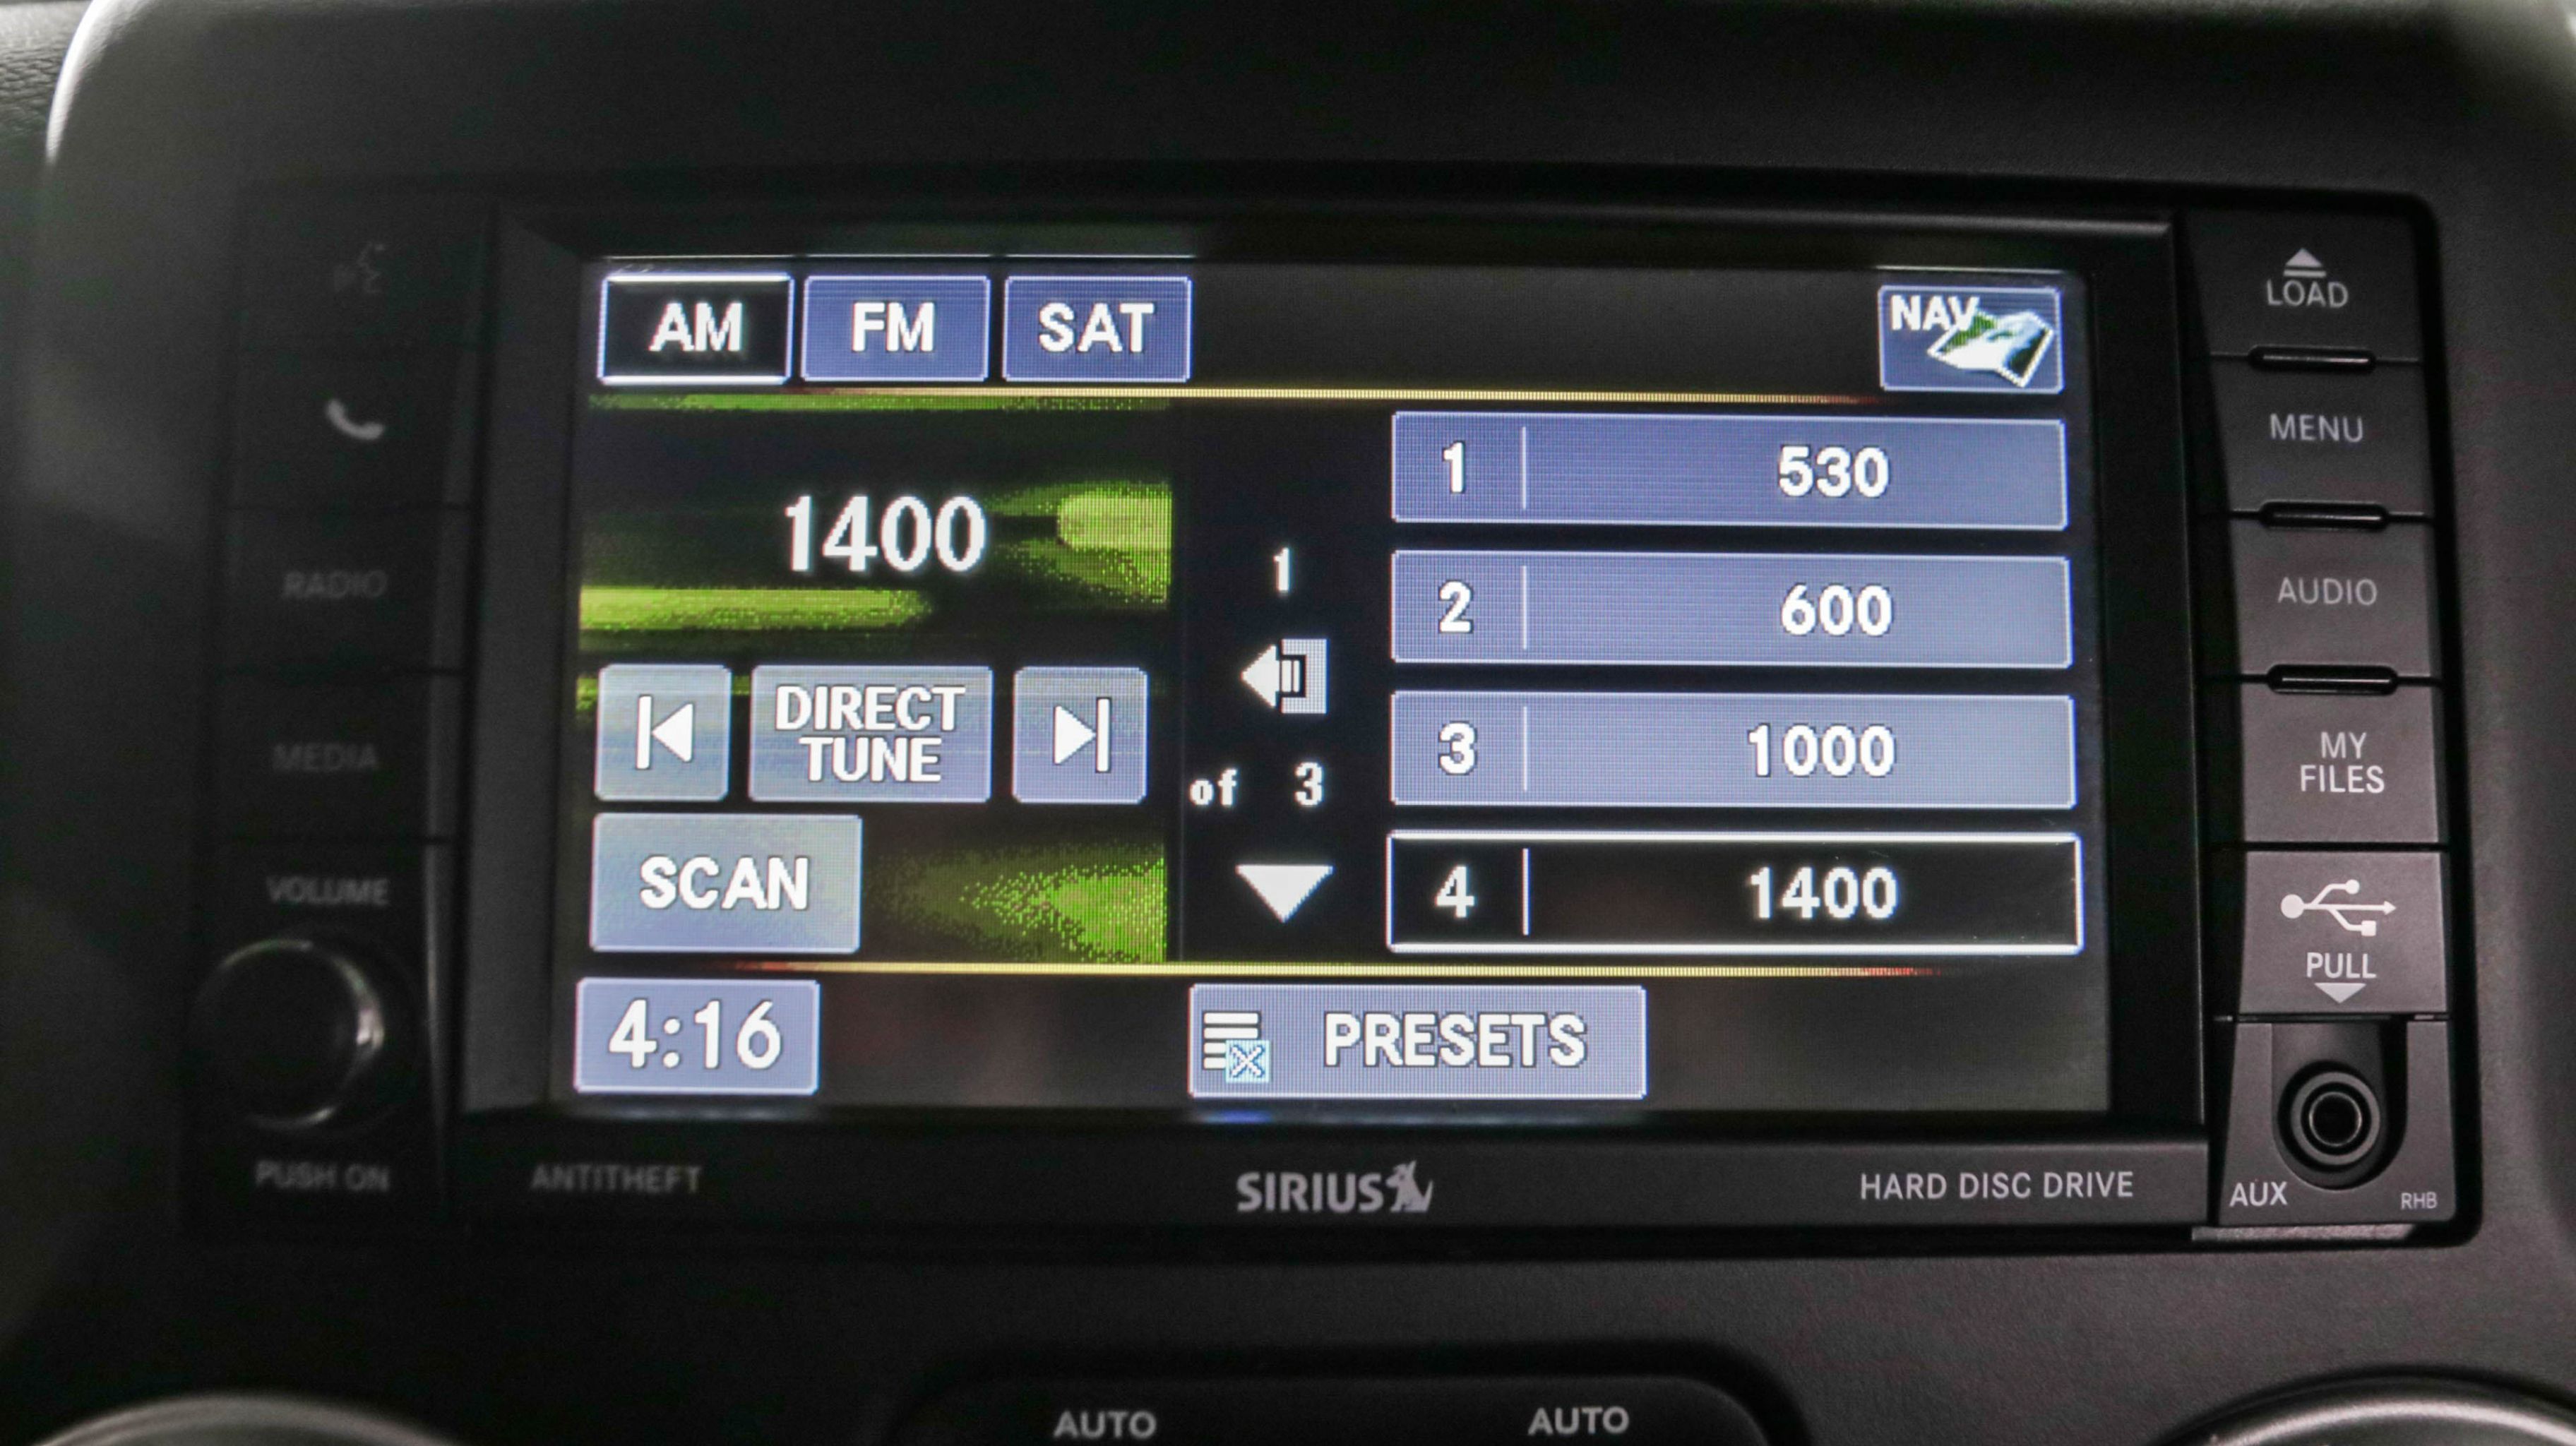 AM FM SAT NAV
1400
DIRECT
TUNE
SCAN
1
of 3
1 530
2 600
3 1000
4 1400
4:16 PRESETS
RADIO
MEDIA
VOLUME
PUSH ON
LOAD
MENU
AUDIO
MY
FILES
PULL
AUX RHB
ANTITHEFT SIRIUS HARD DISC DRIVE
AUTO AUTO